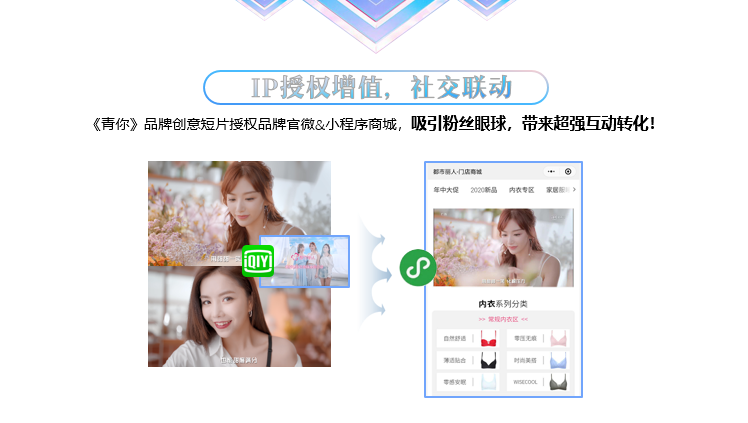 IP授权增值，社交联动
《青你》品牌创意短片授权品牌官微&小程序商城，吸引粉丝眼球，带来超强互动转化！
iQIYI
都市丽人-门店商城
年中大促 2020新品 内衣专区 家居服
内衣系列分类
>> 常规内衣区 <<
自然舒适 零压无痕
薄活贴合 时尚美搭
零感安眠 WISECOOL